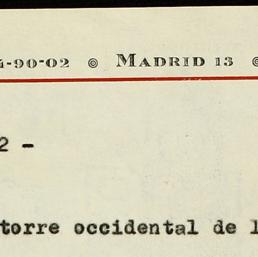 4-90-02 ◎ MADRID 13 ◎
2 -
torre occidental de l